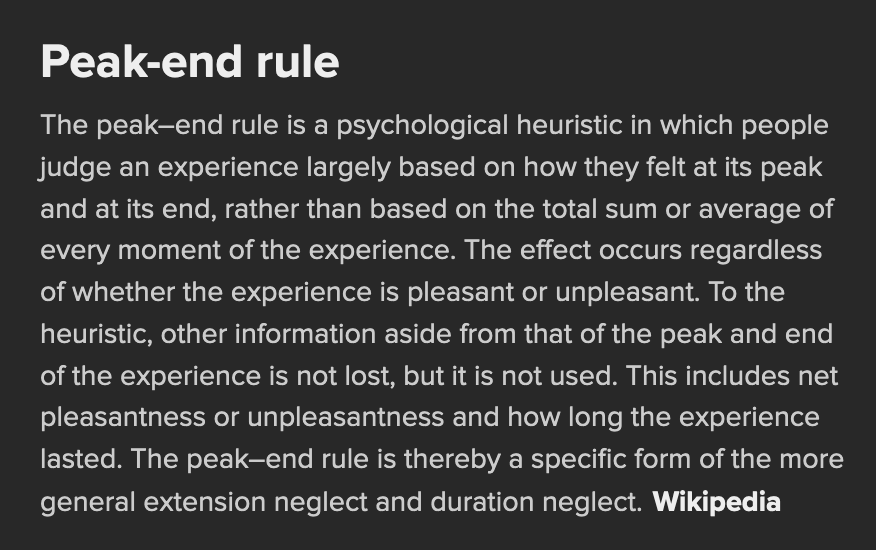 Peak-end rule
The peak–end rule is a psychological heuristic in which people
judge an experience largely based on how they felt at its peak
and at its end, rather than based on the total sum or average of
every moment of the experience. The effect occurs regardless
of whether the experience is pleasant or unpleasant. To the
heuristic, other information aside from that of the peak and end
of the experience is not lost, but it is not used. This includes net
pleasantness or unpleasantness and how long the experience
lasted. The peak–end rule is thereby a specific form of the more
general extension neglect and duration neglect. Wikipedia